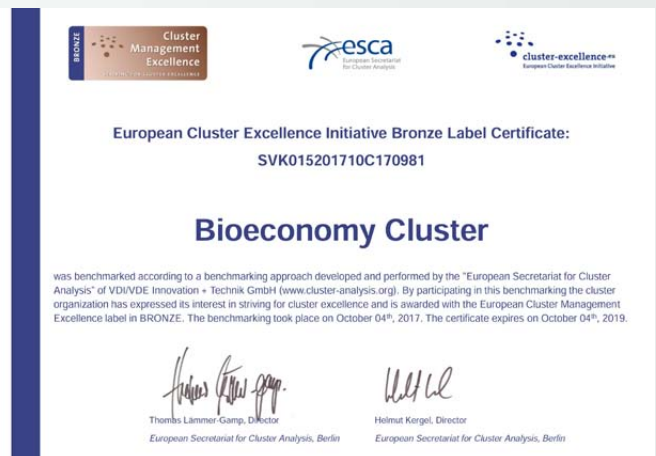 BRONZE
Cluster
Management
Excellence
esca
European Secretariat
for Cluster Analysis
cluster-excellence.eu
European Cluster Excellence Initiative
European Cluster Excellence Initiative Bronze Label Certificate:
SVK015201710C170981
Bioeconomy Cluster
was benchmarked according to a benchmarking approach developed and performed by the "European Secretariat for Cluster
Analysis" of VDI/VDE Innovation + Technik GmbH (www.cluster-analysis.org). By participating in this benchmarking the cluster
organization has expressed its interest in striving for cluster excellence and is awarded with the European Cluster Management
Excellence label in BRONZE. The benchmarking took place on October 04th, 2017. The certificate expires on October 04th, 2019.
Thomas Lämmer-Gamp, Director
Helmut Kergel, Director
European Secretariat for Cluster Analysis, Berlin
European Secretariat for Cluster Analysis, Berlin